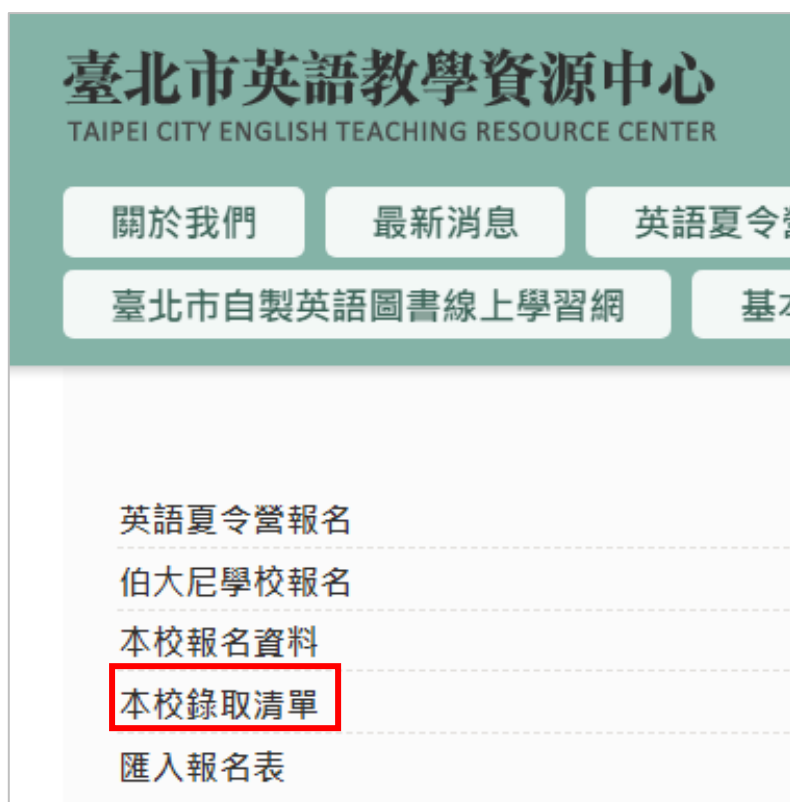 臺北市英語教學資源中心
TAIPEI CITY ENGLISH TEACHING RESOURCE CENTER
關於我們 最新消息 英語夏令
臺北市自製英語圖書線上學習網 基
英語夏令營報名
伯大尼學校報名
本校報名資料
本校錄取清單
匯入報名表